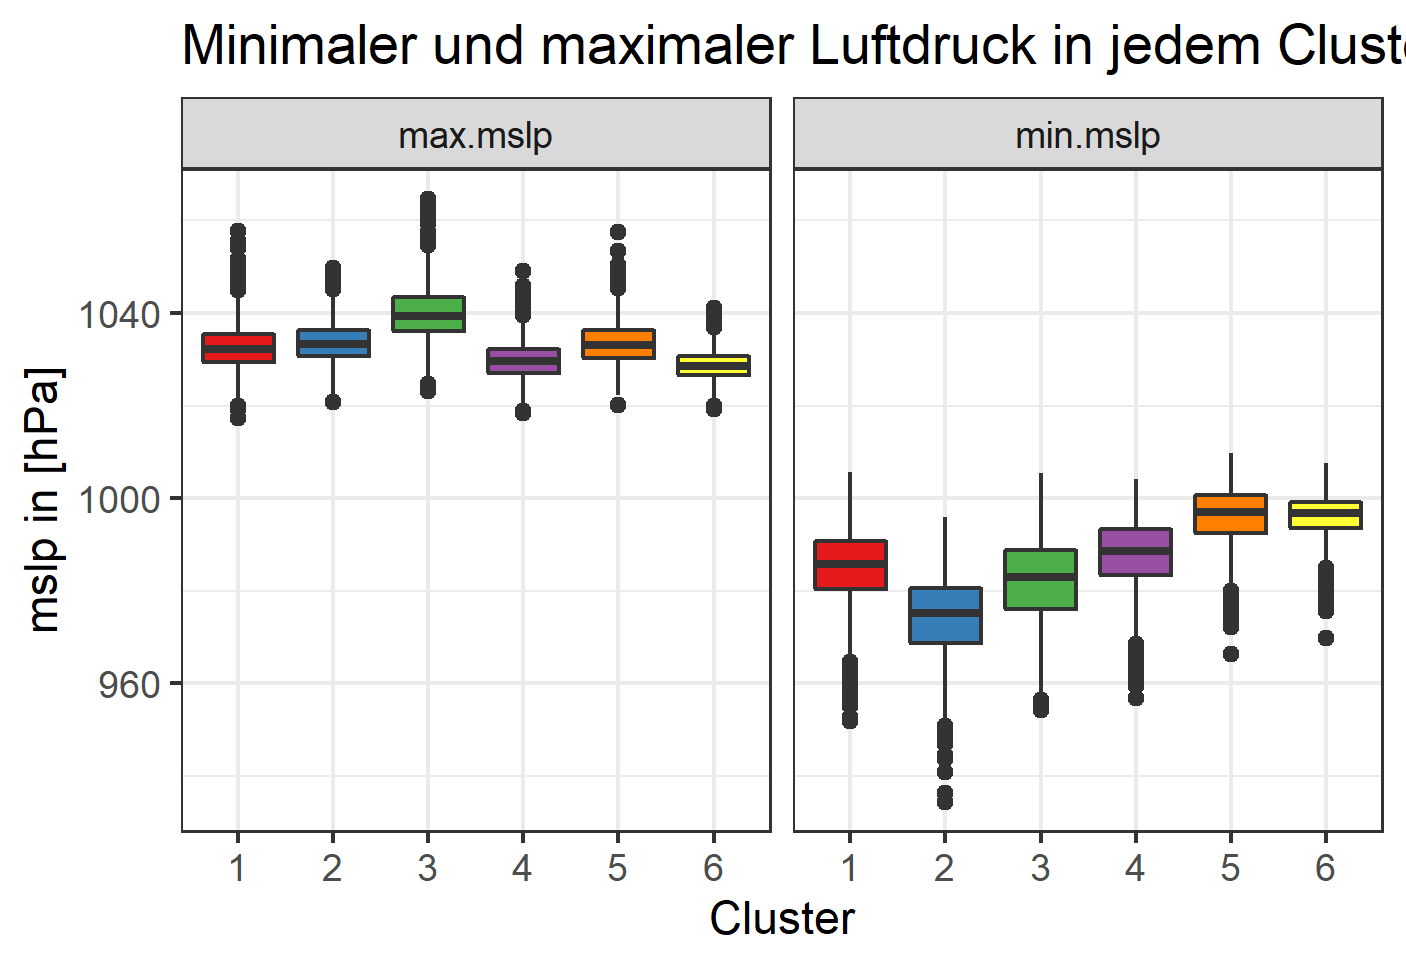 Minimaler und maximaler Luftdruck in jedem Clust
max.mslp
min.mslp
mslp in [hPa]
1040
1000
960
1 2 3 4 5 6
1 2 3 4 5 6
Cluster